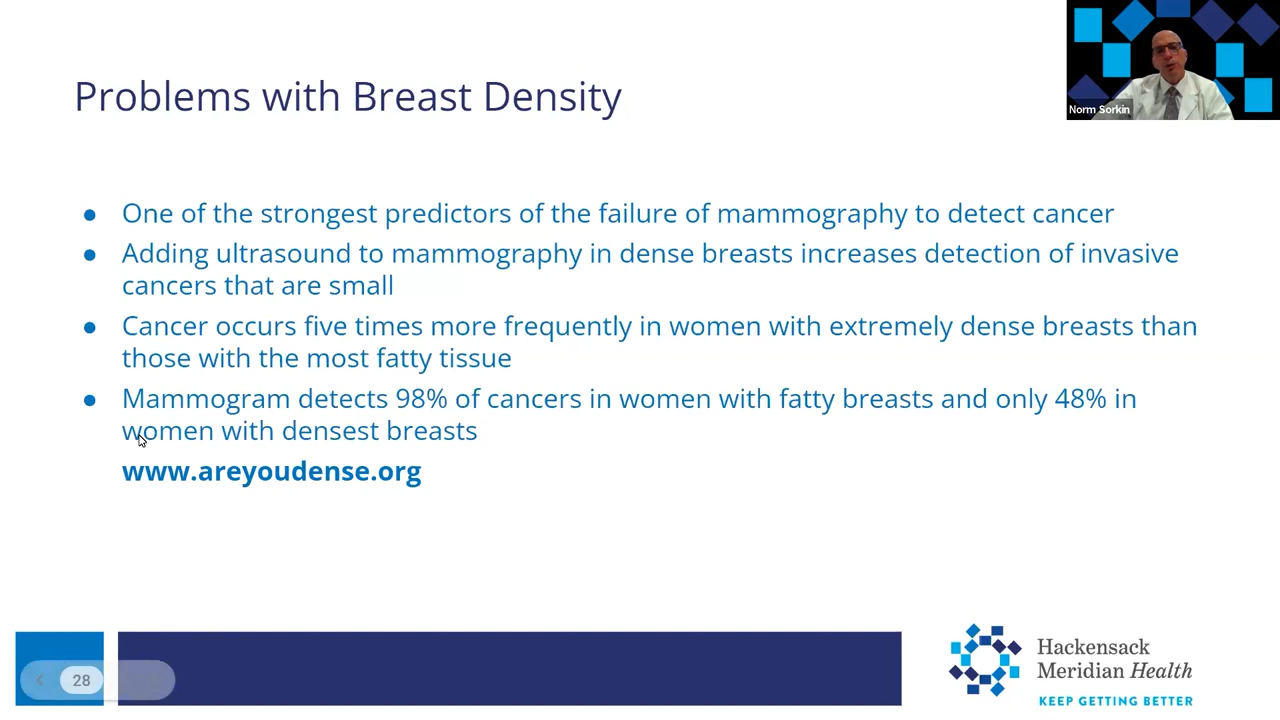 Problems with Breast Density
Norm Sorkin
● One of the strongest predictors of the failure of mammography to detect cancer
● Adding ultrasound to mammography in dense breasts increases detection of invasive
cancers that are small
● Cancer occurs five times more frequently in women with extremely dense breasts than
those with the most fatty tissue
● Mammogram detects 98% of cancers in women with fatty breasts and only 48% in
women with densest breasts
www.areyoudense.org
28
Hackensack
Meridian Health
KEEP GETTING BETTER